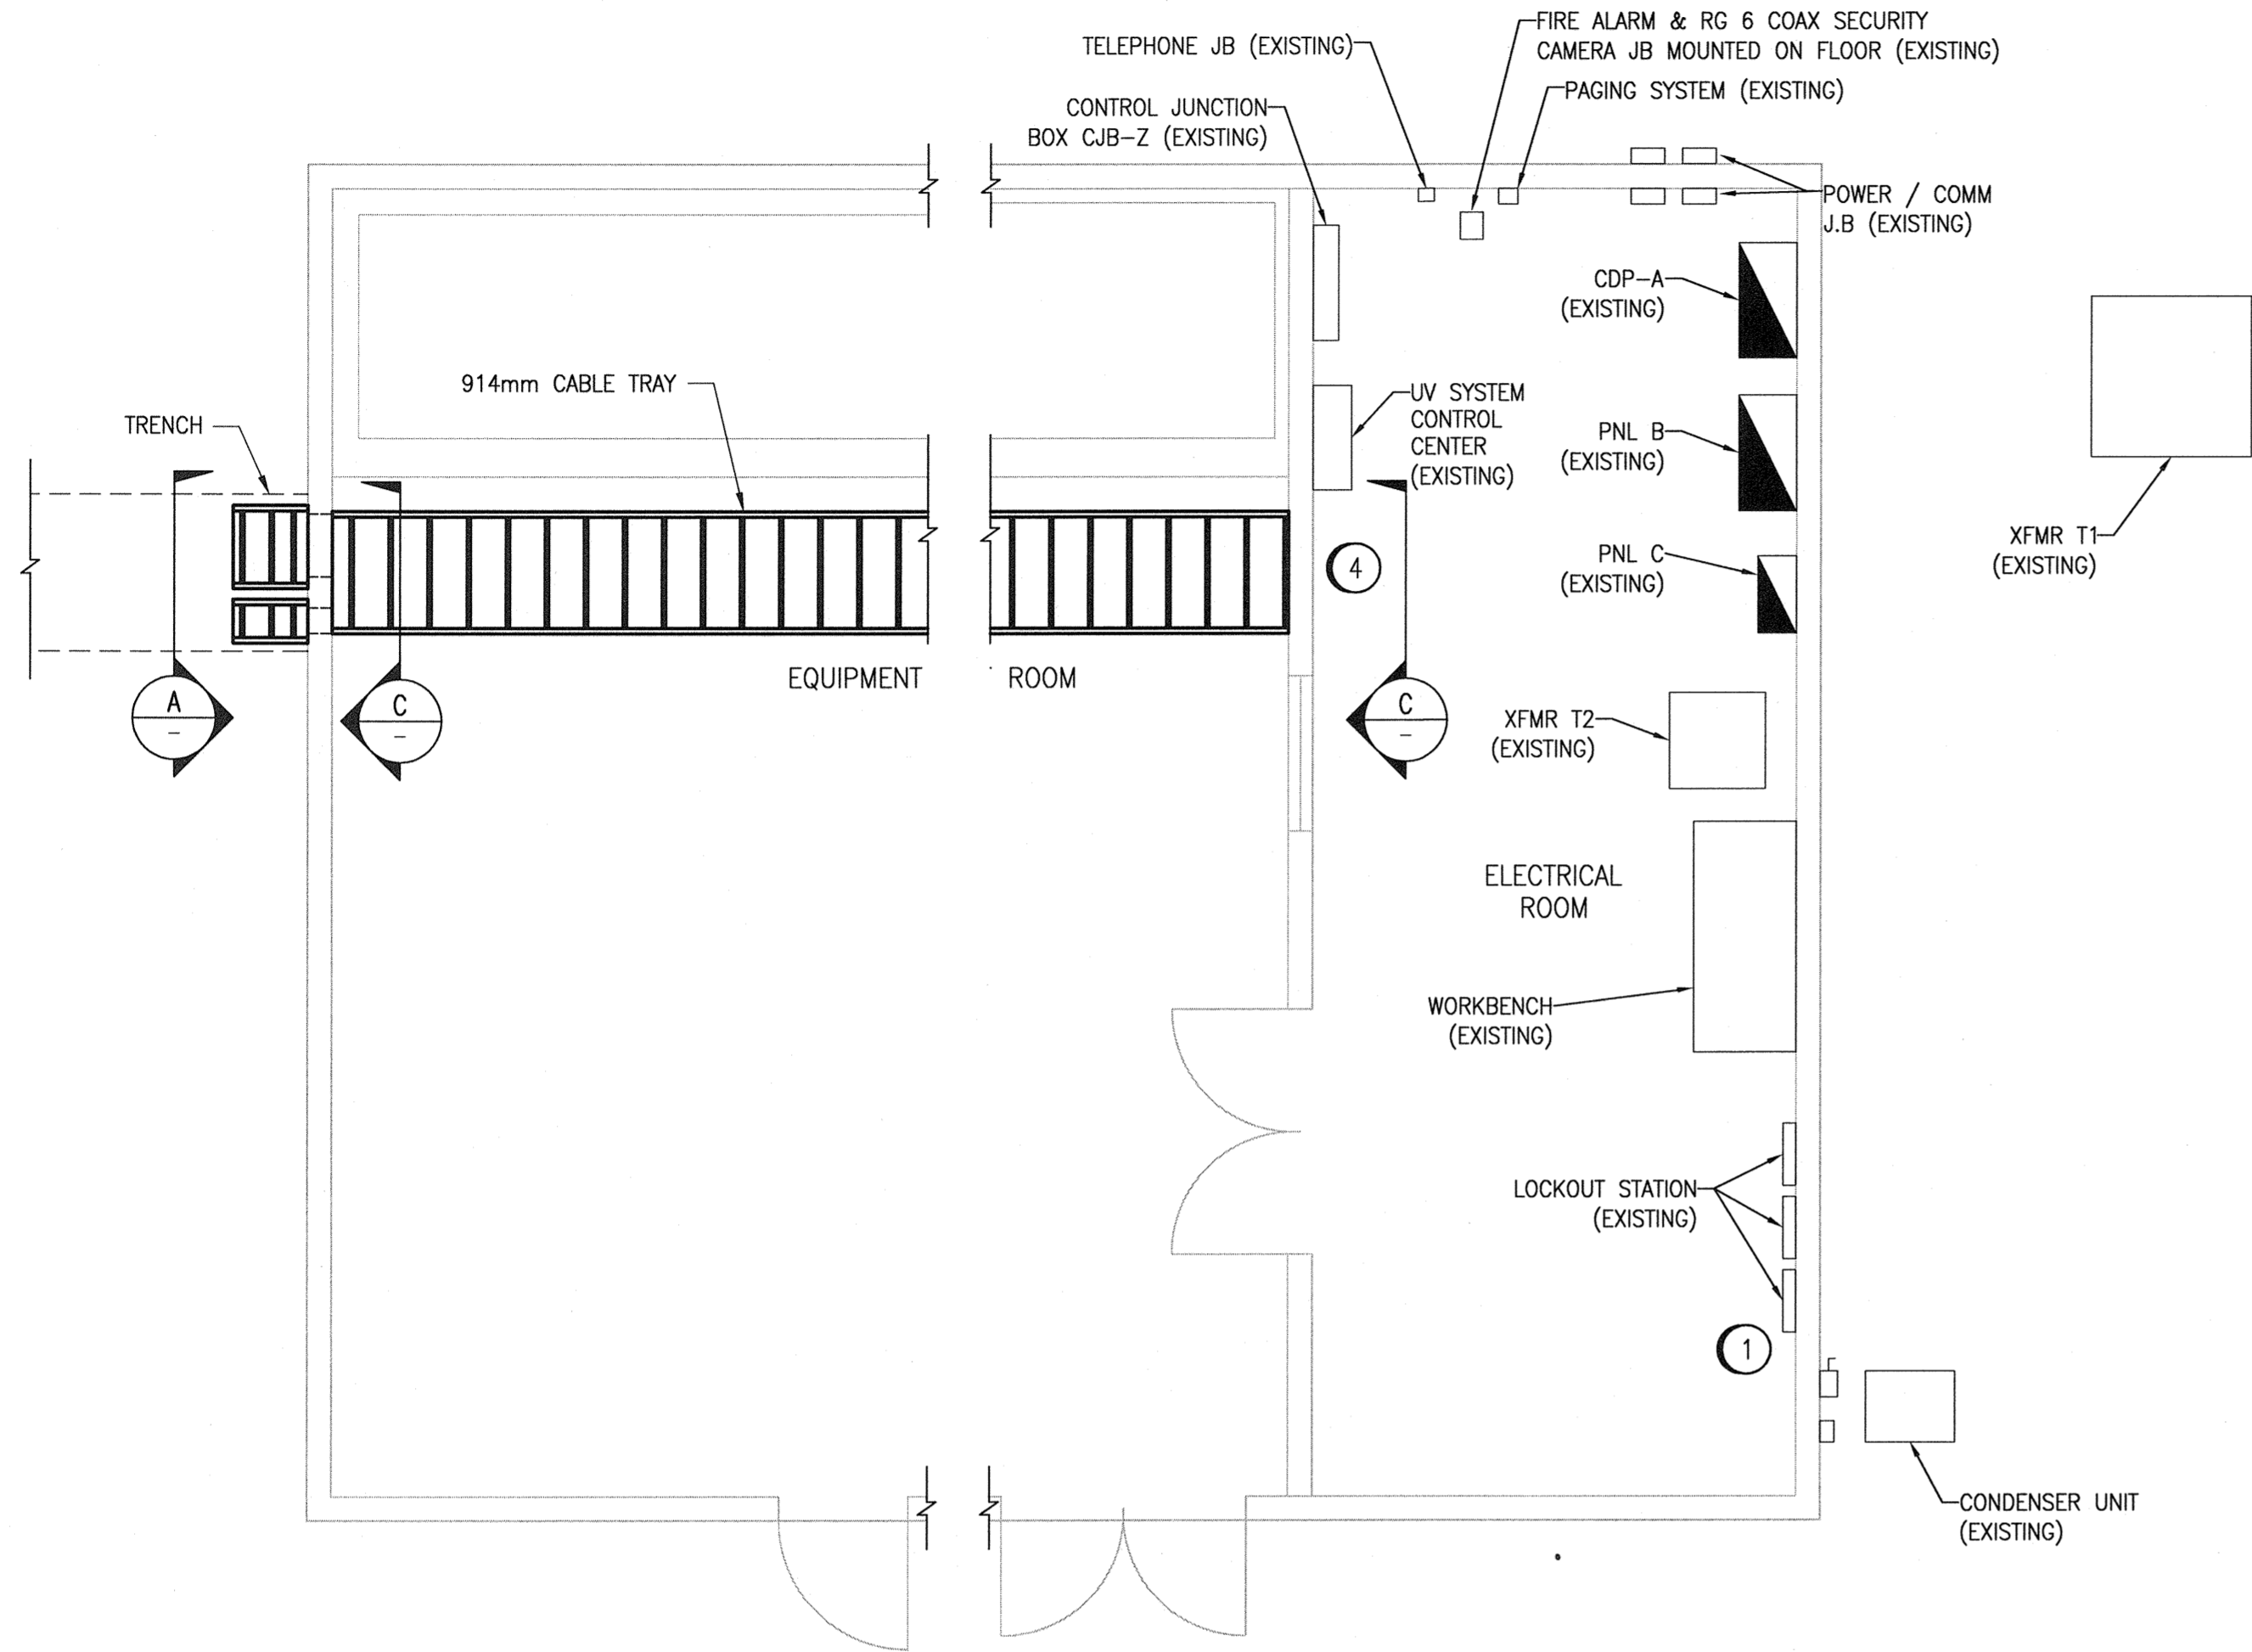 FIRE ALARM & RG 6 COAX SECURITY
CAMERA JB MOUNTED ON FLOOR (EXISTING)
TELEPHONE JB (EXISTING)
PAGING SYSTEM (EXISTING)
CONTROL JUNCTION
BOX CJB-Z (EXISTING)
POWER / COMM
J.B (EXISTING)
CDP-A
(EXISTING)
914mm CABLE TRAY
UV SYSTEM
CONTROL
CENTER
(EXISTING)
TRENCH
PNL B
(EXISTING)
XFMR T1
(EXISTING)
PNL C
(EXISTING)
4
EQUIPMENT ROOM
A
-
C
-
C
-
XFMR T2
(EXISTING)
ELECTRICAL
ROOM
WORKBENCH
(EXISTING)
LOCKOUT STATION
(EXISTING)
1
CONDENSER UNIT
(EXISTING)